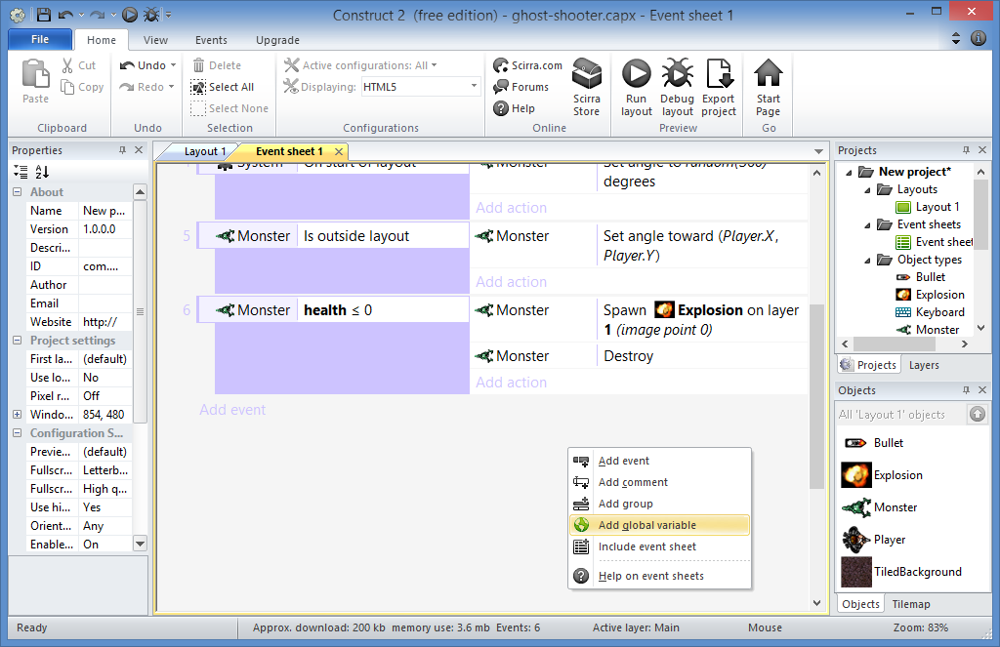 Construct 2 (free edition) - ghost-shooter.capx - Event sheet 1
File Home View Events Upgrade
Paste Cut Copy Clipboard
Undo Redo Undo
Delete Select All Select None Selection
Active configurations: All
Displaying: HTML5
Configurations
Scirra.com Forums Help Scirra Store Online
Run layout Debug layout Export project Preview
Start Page Go
Properties
About
Name New p...
Version 1.0.0.0
Descri...
ID com....
Author
Email
Website http://
Project settings
First la... (default)
Use lo... No
Pixel r... Off
Windo... 854, 480
Configuration S...
Previe... (default)
Fullscr... Letterb...
Fullscr... High q...
Use hi... Yes
Orient... Any
Enable... On
Layout 1 Event sheet 1
System On start of layout Monster Set angle to random(360) degrees
Add action
5 Monster Is outside layout Monster Set angle toward (Player.X, Player.Y)
Add action
6 Monster health ≤ 0 Monster Spawn Explosion on layer 1 (image point 0)
Monster Destroy
Add action
Add event
Add event
Add comment
Add group
Add global variable
Include event sheet
Help on event sheets
Projects
New project*
Layouts
Layout 1
Event sheets
Event sheet
Object types
Bullet
Explosion
Keyboard
Monster
Projects Layers
Objects
All 'Layout 1' objects
Bullet
Explosion
Monster
Player
TiledBackground
Objects Tilemap
Ready Approx. download: 200 kb memory use: 3.6 mb Events: 6 Active layer: Main Mouse Zoom: 83%